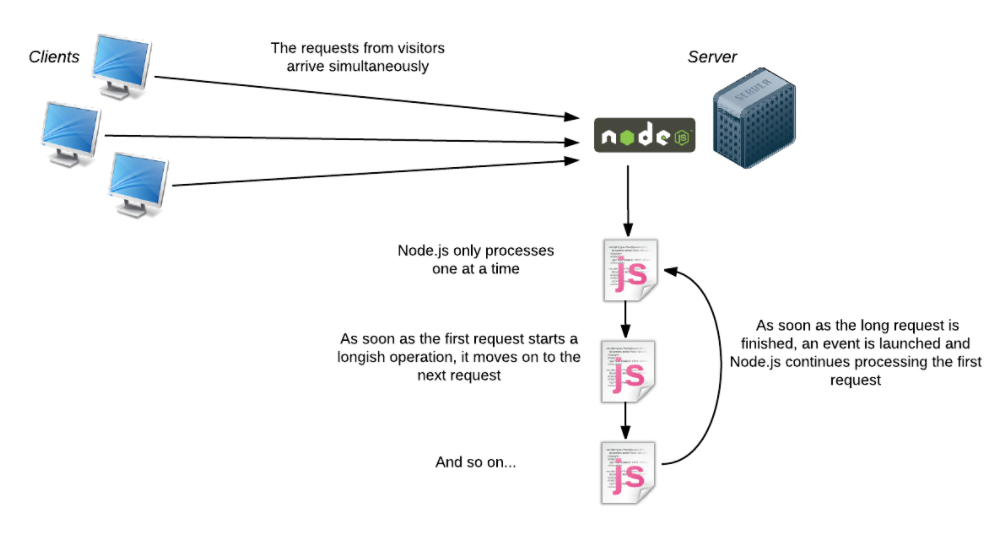 Clients
The requests from visitors
arrive simultaneously
Server
SERVER
node
JS
Node.js only processes
one at a time
js
As soon as the first request starts a
longish operation, it moves on to the
next request
js
As soon as the long request is
finished, an event is launched and
Node.js continues processing the first
request
And so on...
js